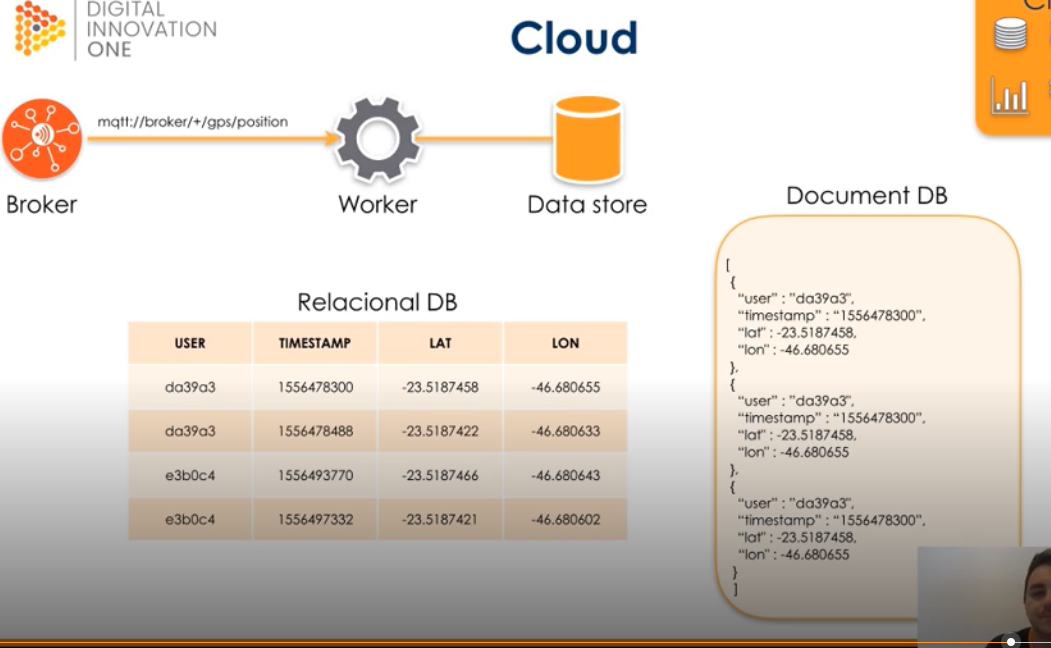 DIGITAL
INNOVATION
ONE
Cloud
mqtt://broker/+/gps/position
Broker
Worker
Data store
Relacional DB
USER TIMESTAMP LAT LON
da39a3 1556478300 -23.5187458 -46.680655
da39a3 1556478488 -23.5187422 -46.680633
e3b0c4 1556493770 -23.5187466 -46.680643
e3b0c4 1556497332 -23.5187421 -46.680602
Document DB
[
{
"user" : "da39a3",
"timestamp" : "1556478300",
"lat" : -23.5187458,
"lon" : -46.680655
},
{
"user" : "da39a3",
"timestamp" : "1556478300",
"lat" : -23.5187458,
"lon" : -46.680655
},
{
"user" : "da39a3",
"timestamp" : "1556478300",
"lat" : -23.5187458,
"lon" : -46.680655
}
]